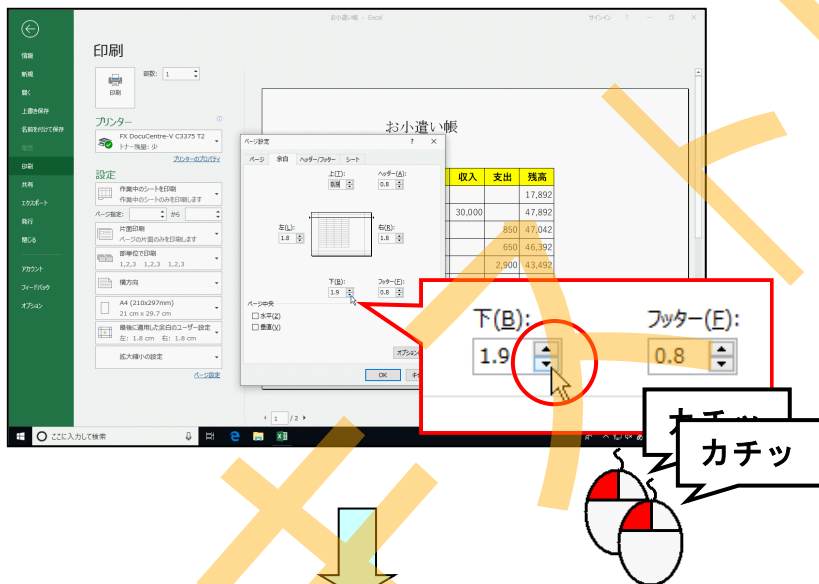 お小遣い帳 - Excel
サインイン ?
印刷
情報
新規
開く
上書き保存
名前を付けて保存
印刷
共有
エクスポート
発行
閉じる
アカウント
フィードバック
オプション
印刷
部数: 1
プリンター
FX DocuCentre-V C3375 T2
トナー残量: 少
プリンターのプロパティ
設定
作業中のシートを印刷
作業中のシートのみを印刷します
ページ指定: から
片面印刷
ページの片面のみを印刷します
部単位で印刷
1,2,3 1,2,3 1,2,3
横方向
A4 (210x297mm)
21 cm x 29.7 cm
最後に適用した余白のユーザー設定
左: 1.8 cm 右: 1.8 cm
拡大縮小の設定
ページ設定
お小遣い帳
収入 支出 残高
17,892
30,000 47,892
850 47,042
650 46,392
2,900 43,492
ページ設定 ? ×
ページ 余白 ヘッダー/フッター シート
上(T): ヘッダー(A):
0.8
左(L): 右(R):
1.8 1.8
下(B): フッター(F):
1.9 0.8
ページ中央
水平(Z)
垂直(V)
OK
1 / 2
下(B): フッター(F):
1.9 0.8
ここに入力して検索
カチッ
カチッ